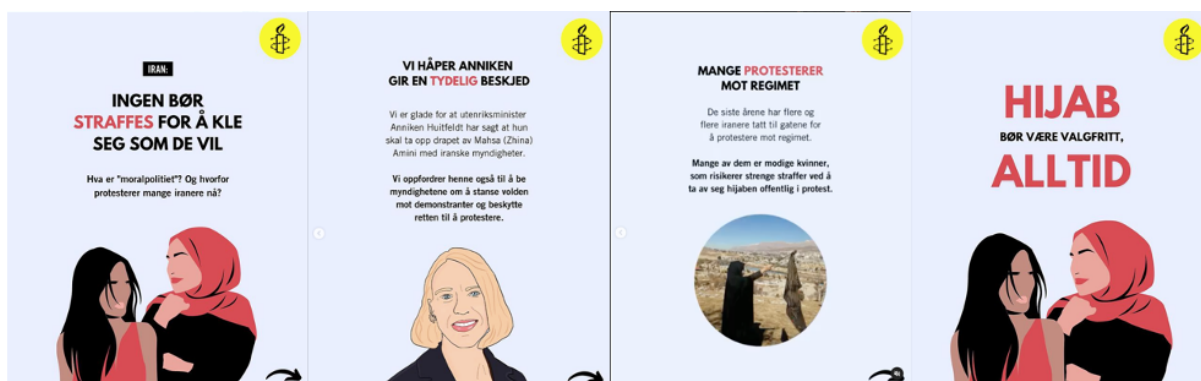 IRAN:
INGEN BØR
STRAFFES FOR Å KLE
SEG SOM DE VIL
Hva er "moralpolitiet"? Og hvorfor
protesterer mange iranere nå?
VI HÅPER ANNIKEN
GIR EN TYDELIG BESKJED
Vi er glade for at utenriksminister
Anniken Huitfeldt har sagt at hun
skal ta opp drapet av Mahsa (Zhina)
Amini med iranske myndigheter.
Vi oppfordrer henne også til å be
myndighetene om å stanse volden
mot demonstranter og beskytte
retten til å protestere.
MANGE PROTESTERER
MOT REGIMET
De siste årene har flere og
flere iranere tatt til gatene for
å protestere mot regimet.
Mange av dem er modige kvinner,
som risikerer strenge straffer ved å
ta av seg hijaben offentlig i protest.
HIJAB
BØR VÆRE VALGFRITT,
ALLTID